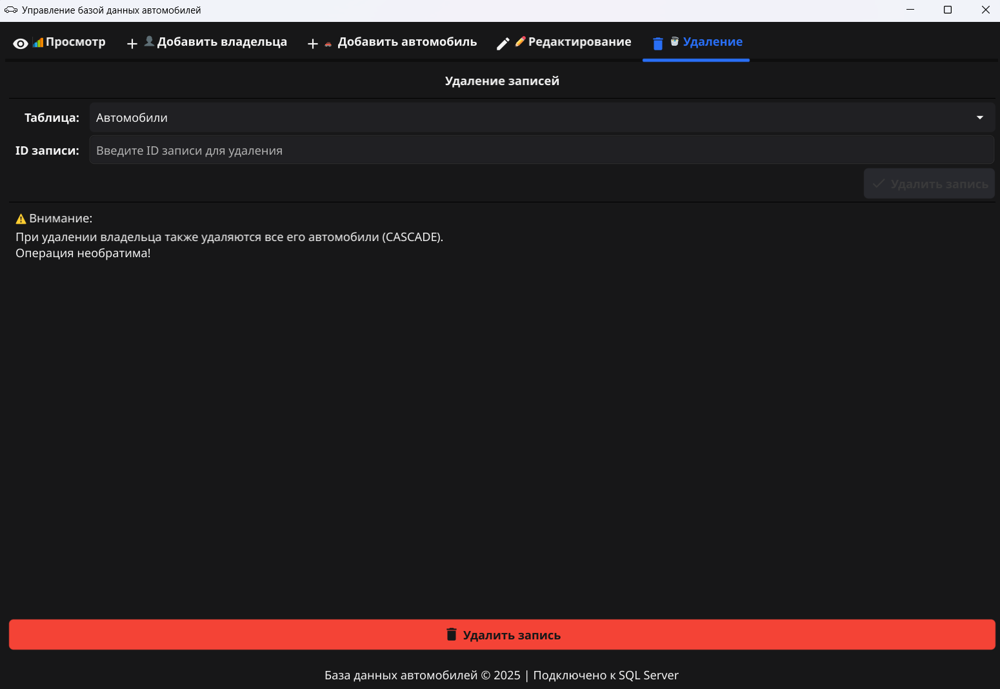 Управление базой данных автомобилей
Просмотр Добавить владельца Добавить автомобиль Редактирование Удаление
Удаление записей
Таблица: Автомобили
ID записи: Введите ID записи для удаления
Удалить запись
Внимание:
При удалении владельца также удаляются все его автомобили (CASCADE).
Операция необратима!
Удалить запись
База данных автомобилей © 2025 | Подключено к SQL Server